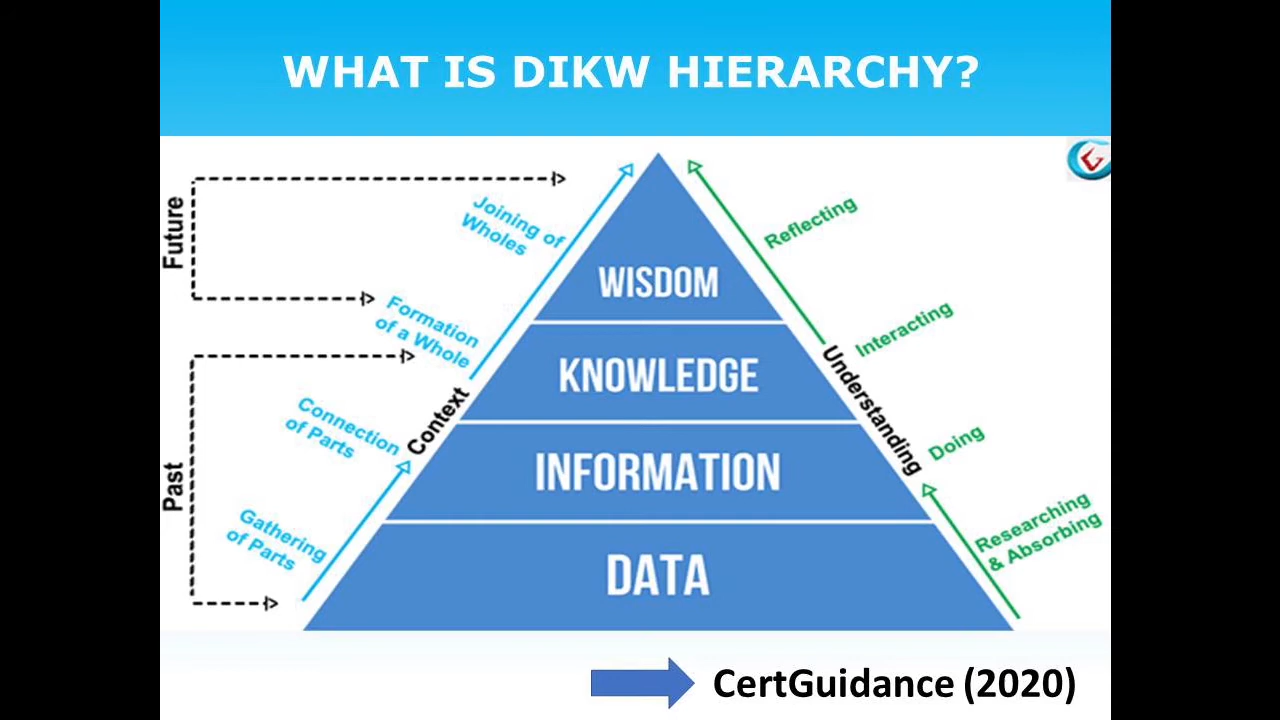 WHAT IS DIKW HIERARCHY?
Future
Past
Joining of
Wholes
Formation
of a Whole
Connection
of Parts
Gathering
of Parts
Context
WISDOM
KNOWLEDGE
INFORMATION
DATA
Understanding
Reflecting
Interacting
Doing
Researching
& Absorbing
CertGuidance (2020)